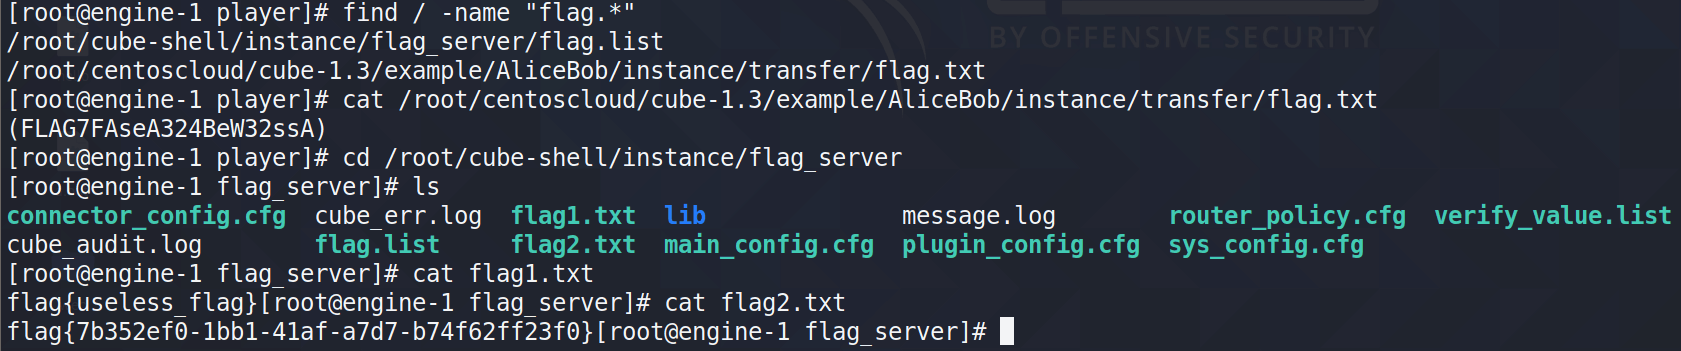 [root@engine-1 player]# find / -name "flag.*"
/root/cube-shell/instance/flag_server/flag.list
/root/centoscloud/cube-1.3/example/AliceBob/instance/transfer/flag.txt
[root@engine-1 player]# cat /root/centoscloud/cube-1.3/example/AliceBob/instance/transfer/flag.txt
(FLAG7FAseA324BeW32ssA)
[root@engine-1 player]# cd /root/cube-shell/instance/flag_server
[root@engine-1 flag_server]# ls
connector_config.cfg cube_err.log flag1.txt lib message.log router_policy.cfg verify_value.list
cube_audit.log flag.list flag2.txt main_config.cfg plugin_config.cfg sys_config.cfg
[root@engine-1 flag_server]# cat flag1.txt
flag{useless_flag}[root@engine-1 flag_server]# cat flag2.txt
flag{7b352ef0-1bb1-41af-a7d7-b74f62ff23f0}[root@engine-1 flag_server]#
BY OFFENSIVE SECURITY